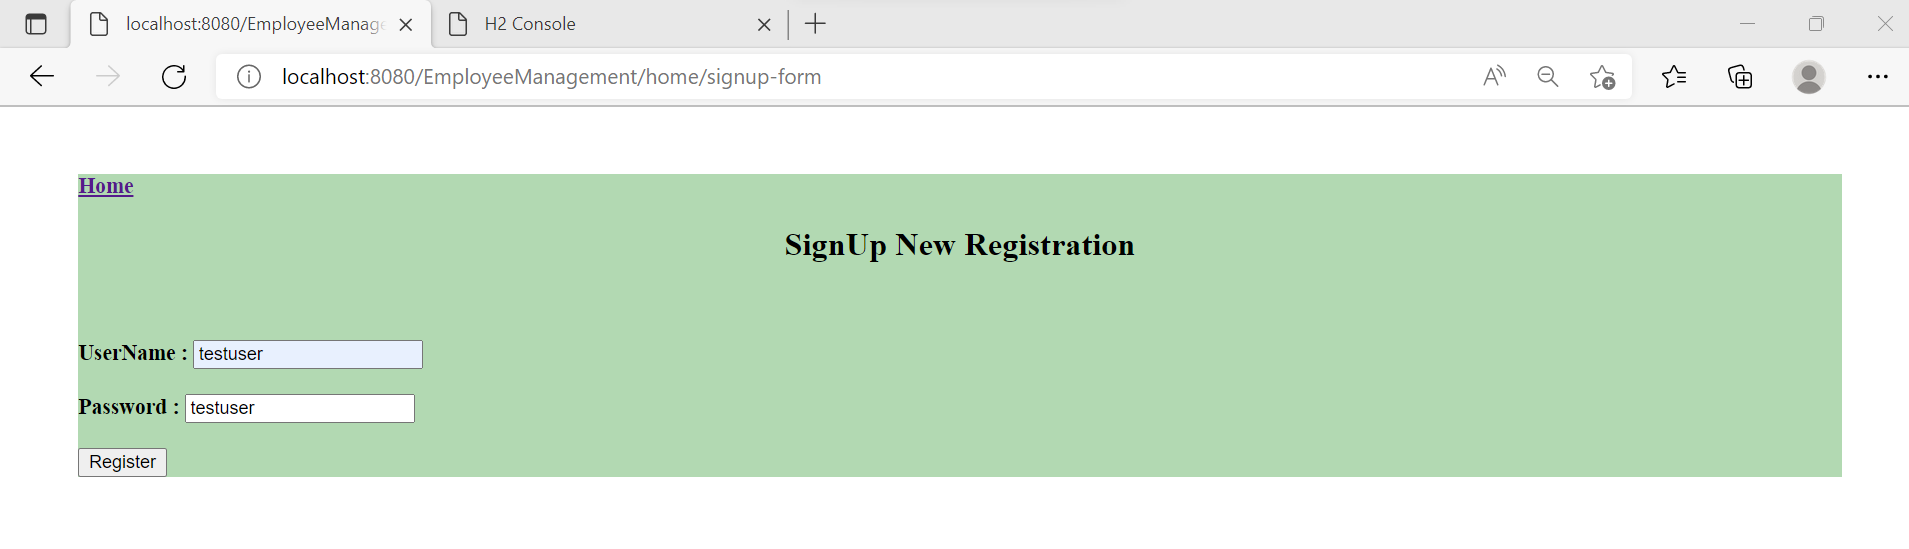 localhost:8080/EmployeeManage
H2 Console
localhost:8080/EmployeeManagement/home/signup-form
Home
SignUp New Registration
UserName : testuser
Password : testuser
Register